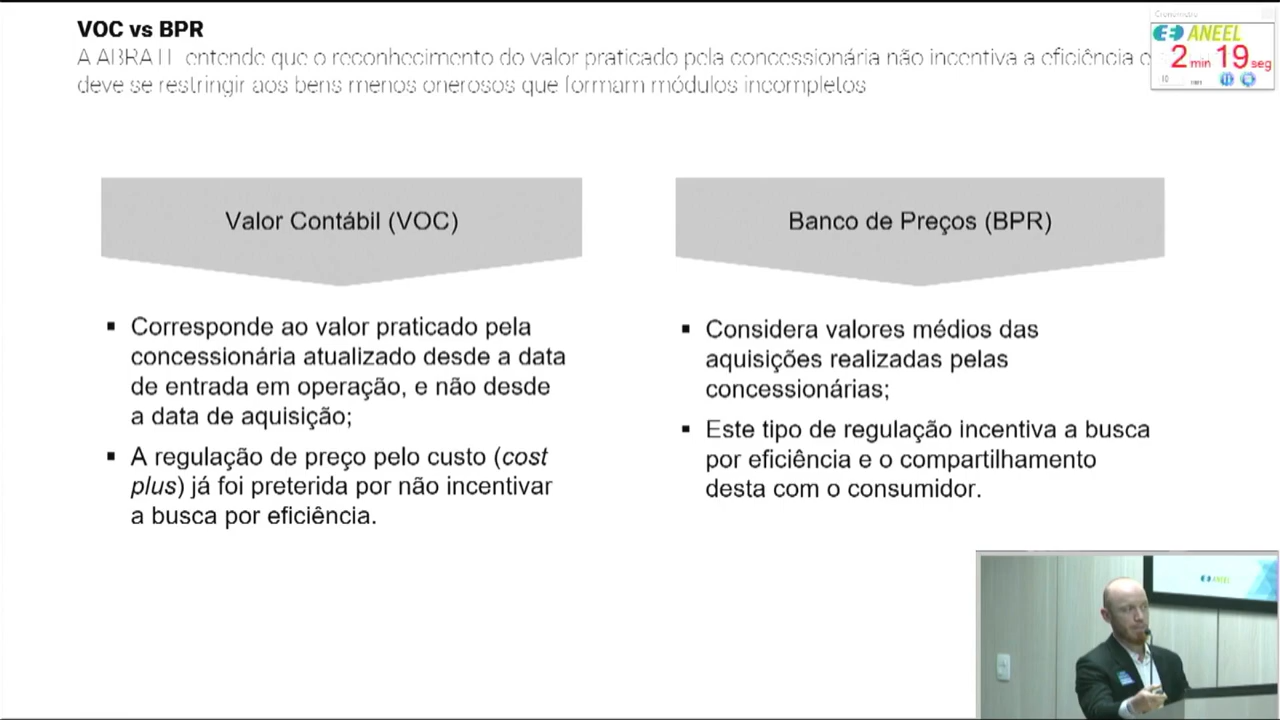 VOC vs BPR
A ABRATE entende que o reconhecimento do valor praticado pela concessionária não incentiva a eficiência e
deve se restringir aos bens menos onerosos que formam módulos incompletos
Cronômetro
ANEEL
2 min 19 seg
10
Valor Contábil (VOC)
Banco de Preços (BPR)
▪ Corresponde ao valor praticado pela
concessionária atualizado desde a data
de entrada em operação, e não desde
a data de aquisição;
▪ A regulação de preço pelo custo (cost
plus) já foi preterida por não incentivar
a busca por eficiência.
▪ Considera valores médios das
aquisições realizadas pelas
concessionárias;
▪ Este tipo de regulação incentiva a busca
por eficiência e o compartilhamento
desta com o consumidor.
ANEEL